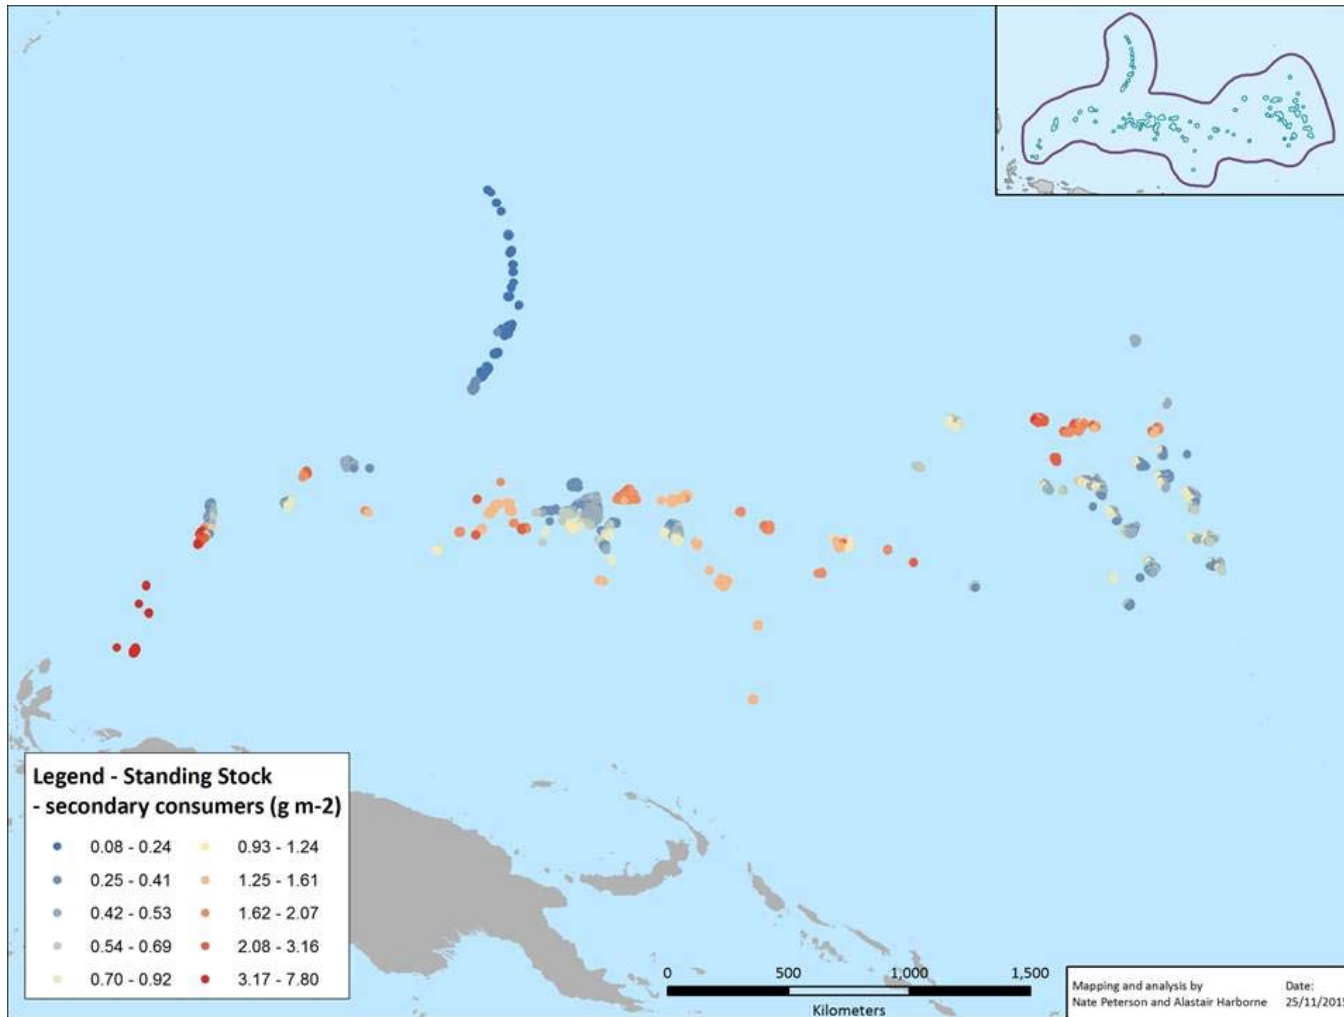 Legend - Standing Stock
- secondary consumers (g m-2)
0.08 - 0.24
0.93 - 1.24
0.25 - 0.41
1.25 - 1.61
0.42 - 0.53
1.62 - 2.07
0.54 - 0.69
2.08 - 3.16
0.70 - 0.92
3.17 - 7.80
0 500 1,000 1,500
Kilometers
Mapping and analysis by
Nate Peterson and Alastair Harborne
Date:
25/11/2015